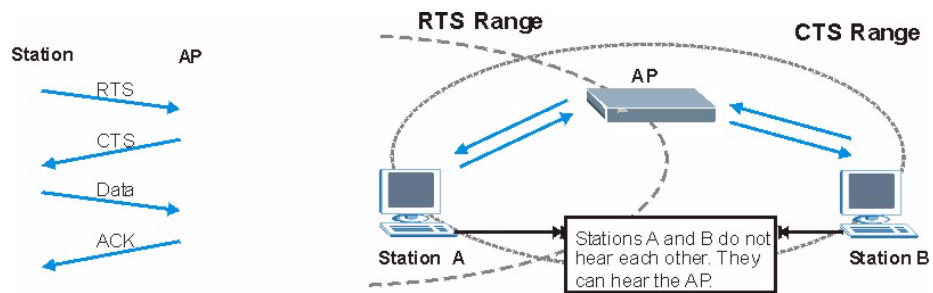 Station AP
RTS
CTS
Data
ACK
RTS Range
CTS Range
AP
Station A
Stations A and B do not
hear each other. They
can hear the AP.
Station B